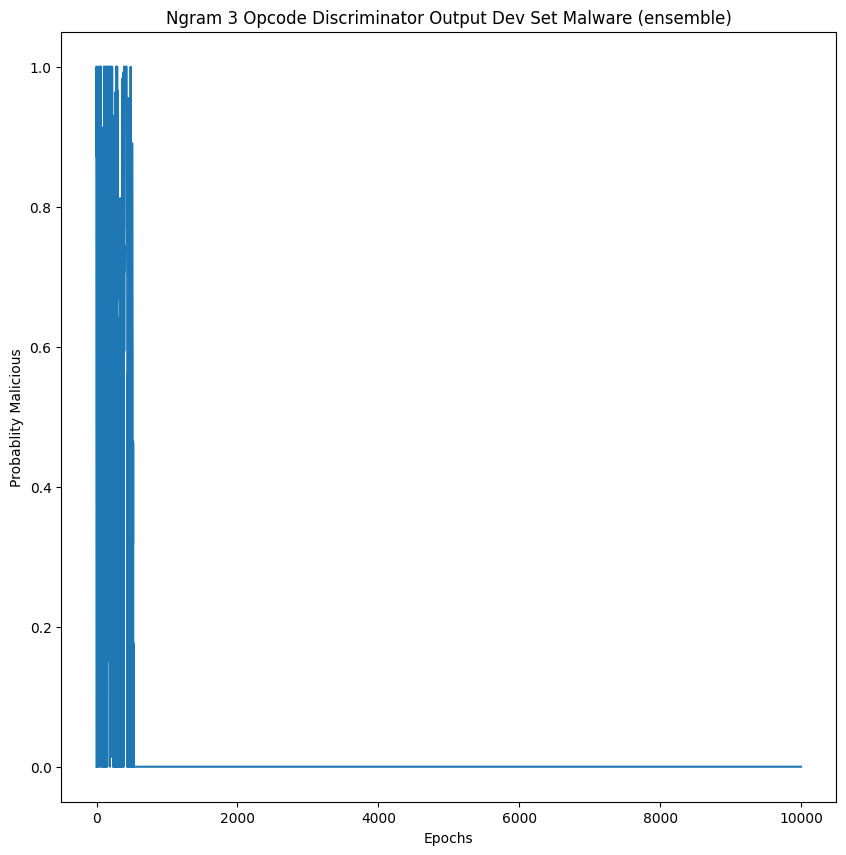 Ngram 3 Opcode Discriminator Output Dev Set Malware (ensemble)
1.0
0.8
0.6
0.4
0.2
0.0
Probablity Malicious
0 2000 4000 6000 8000 10000
Epochs